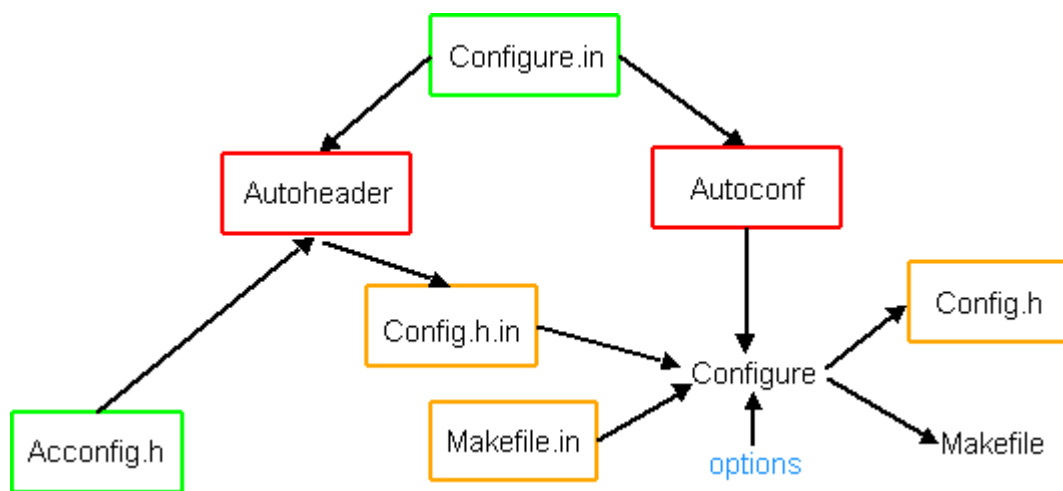 Configure.in
Autoheader
Autoconf
Config.h
Config.h.in
Configure
Acconfig.h
Makefile.in
options
Makefile